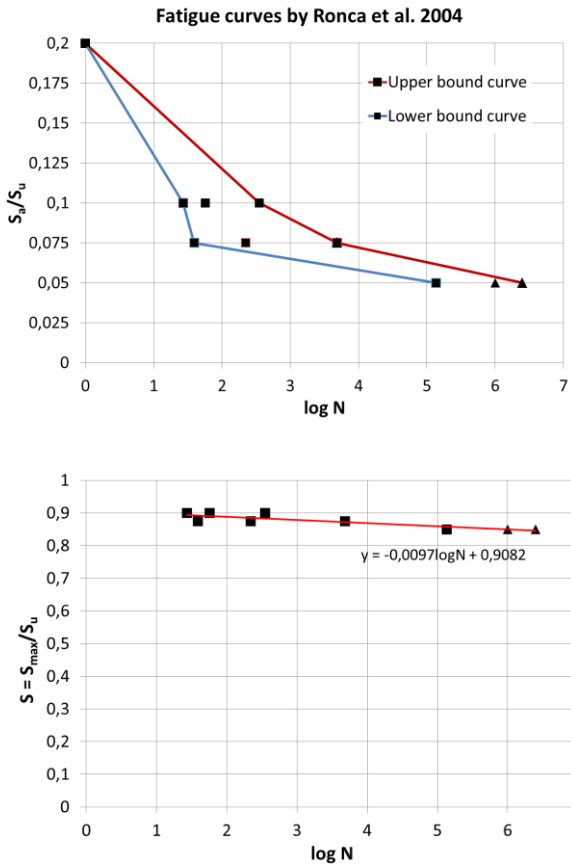 Fatigue curves by Ronca et al. 2004
0,2
0,175
0,15
0,125
0,1
0,075
0,05
0,025
0
Sa/Su
Upper bound curve
Lower bound curve
0 1 2 3 4 5 6 7
log N
1
0,9
0,8
0,7
0,6
0,5
0,4
0,3
0,2
0,1
0
S = Smax/Su
y = -0,0097logN + 0,9082
0 1 2 3 4 5 6
log N